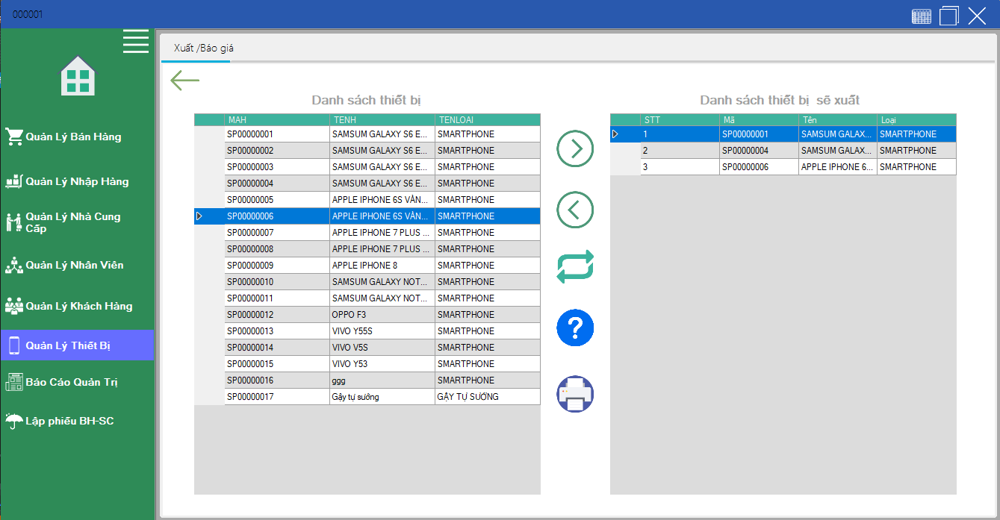 000001
Xuất /Báo giá
Quản Lý Bán Hàng
Quản Lý Nhập Hàng
Quản Lý Nhà Cung
Cấp
Quản Lý Nhân Viên
Quản Lý Khách Hàng
Quản Lý Thiết Bị
Báo Cáo Quản Trị
Lập phiếu BH-SC
Danh sách thiết bị
MAH TENH TENLOAI
SP00000001 SAMSUM GALAXY S6 E... SMARTPHONE
SP00000002 SAMSUM GALAXY S6 E... SMARTPHONE
SP00000003 SAMSUM GALAXY S6 E... SMARTPHONE
SP00000004 SAMSUM GALAXY S6 E... SMARTPHONE
SP00000005 APPLE IPHONE 6S VÀN... SMARTPHONE
SP00000006 APPLE IPHONE 6S VÀN... SMARTPHONE
SP00000007 APPLE IPHONE 7 PLUS ... SMARTPHONE
SP00000008 APPLE IPHONE 7 PLUS ... SMARTPHONE
SP00000009 APPLE IPHONE 8 SMARTPHONE
SP00000010 SAMSUM GALAXY NOT... SMARTPHONE
SP00000011 SAMSUM GALAXY NOT... SMARTPHONE
SP00000012 OPPO F3 SMARTPHONE
SP00000013 VIVO Y55S SMARTPHONE
SP00000014 VIVO V5S SMARTPHONE
SP00000015 VIVO Y53 SMARTPHONE
SP00000016 ggg SMARTPHONE
SP00000017 Gậy tự sướng GẬY TỰ SƯỚNG
?
Danh sách thiết bị sẽ xuất
STT Mã Tên Loại
1 SP00000001 SAMSUM GALAX... SMARTPHONE
2 SP00000004 SAMSUM GALAX... SMARTPHONE
3 SP00000006 APPLE IPHONE 6... SMARTPHONE